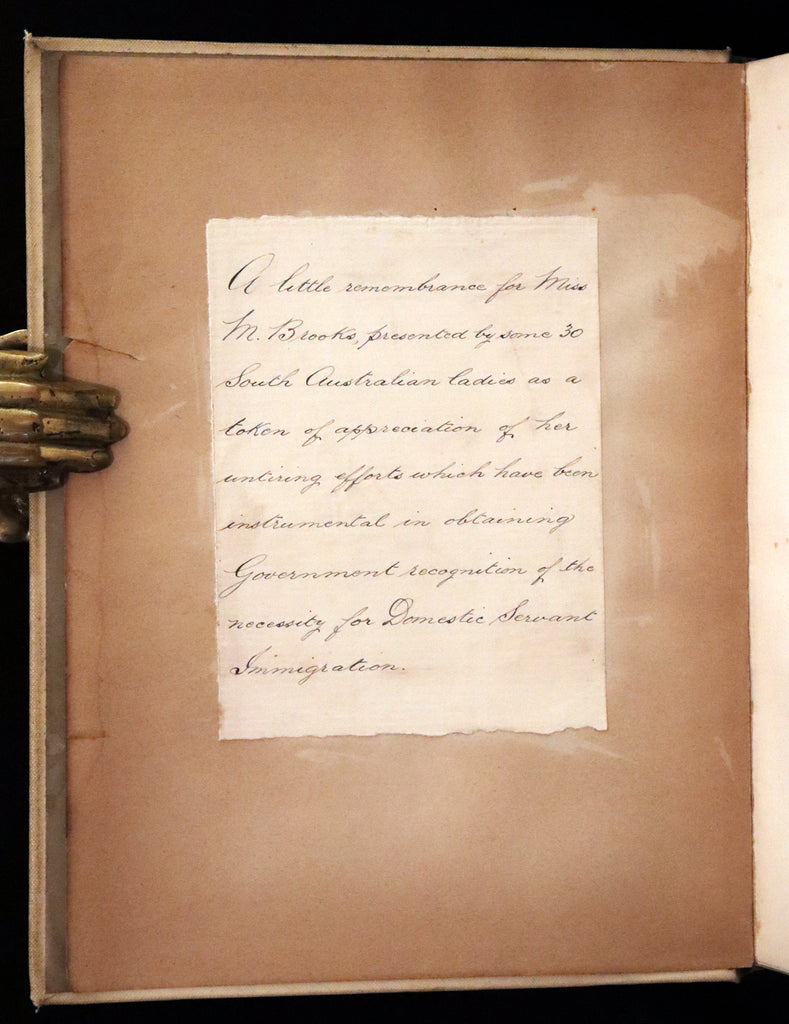 A little remembrance for Miss
M. Brooks, presented by some 30
South Australian ladies as a
token of appreciation of her
untiring efforts which have been
instrumental in obtaining
Government recognition of the
necessity for Domestic Servant
Immigration.